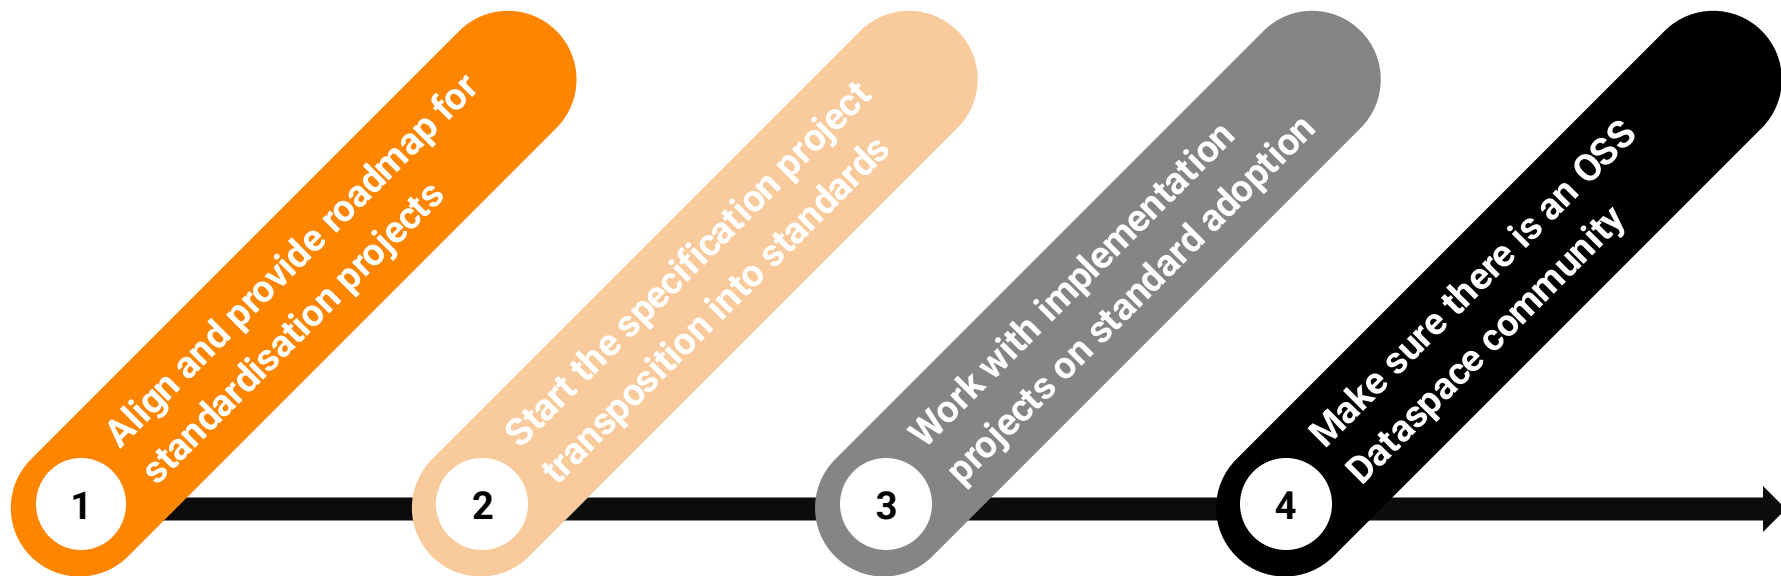 1
Align and provide roadmap for
standardisation projects
2
Start the specification project
transposition into standards
3
Work with implementation
projects on standard adoption
4
Make sure there is an OSS
Dataspace community